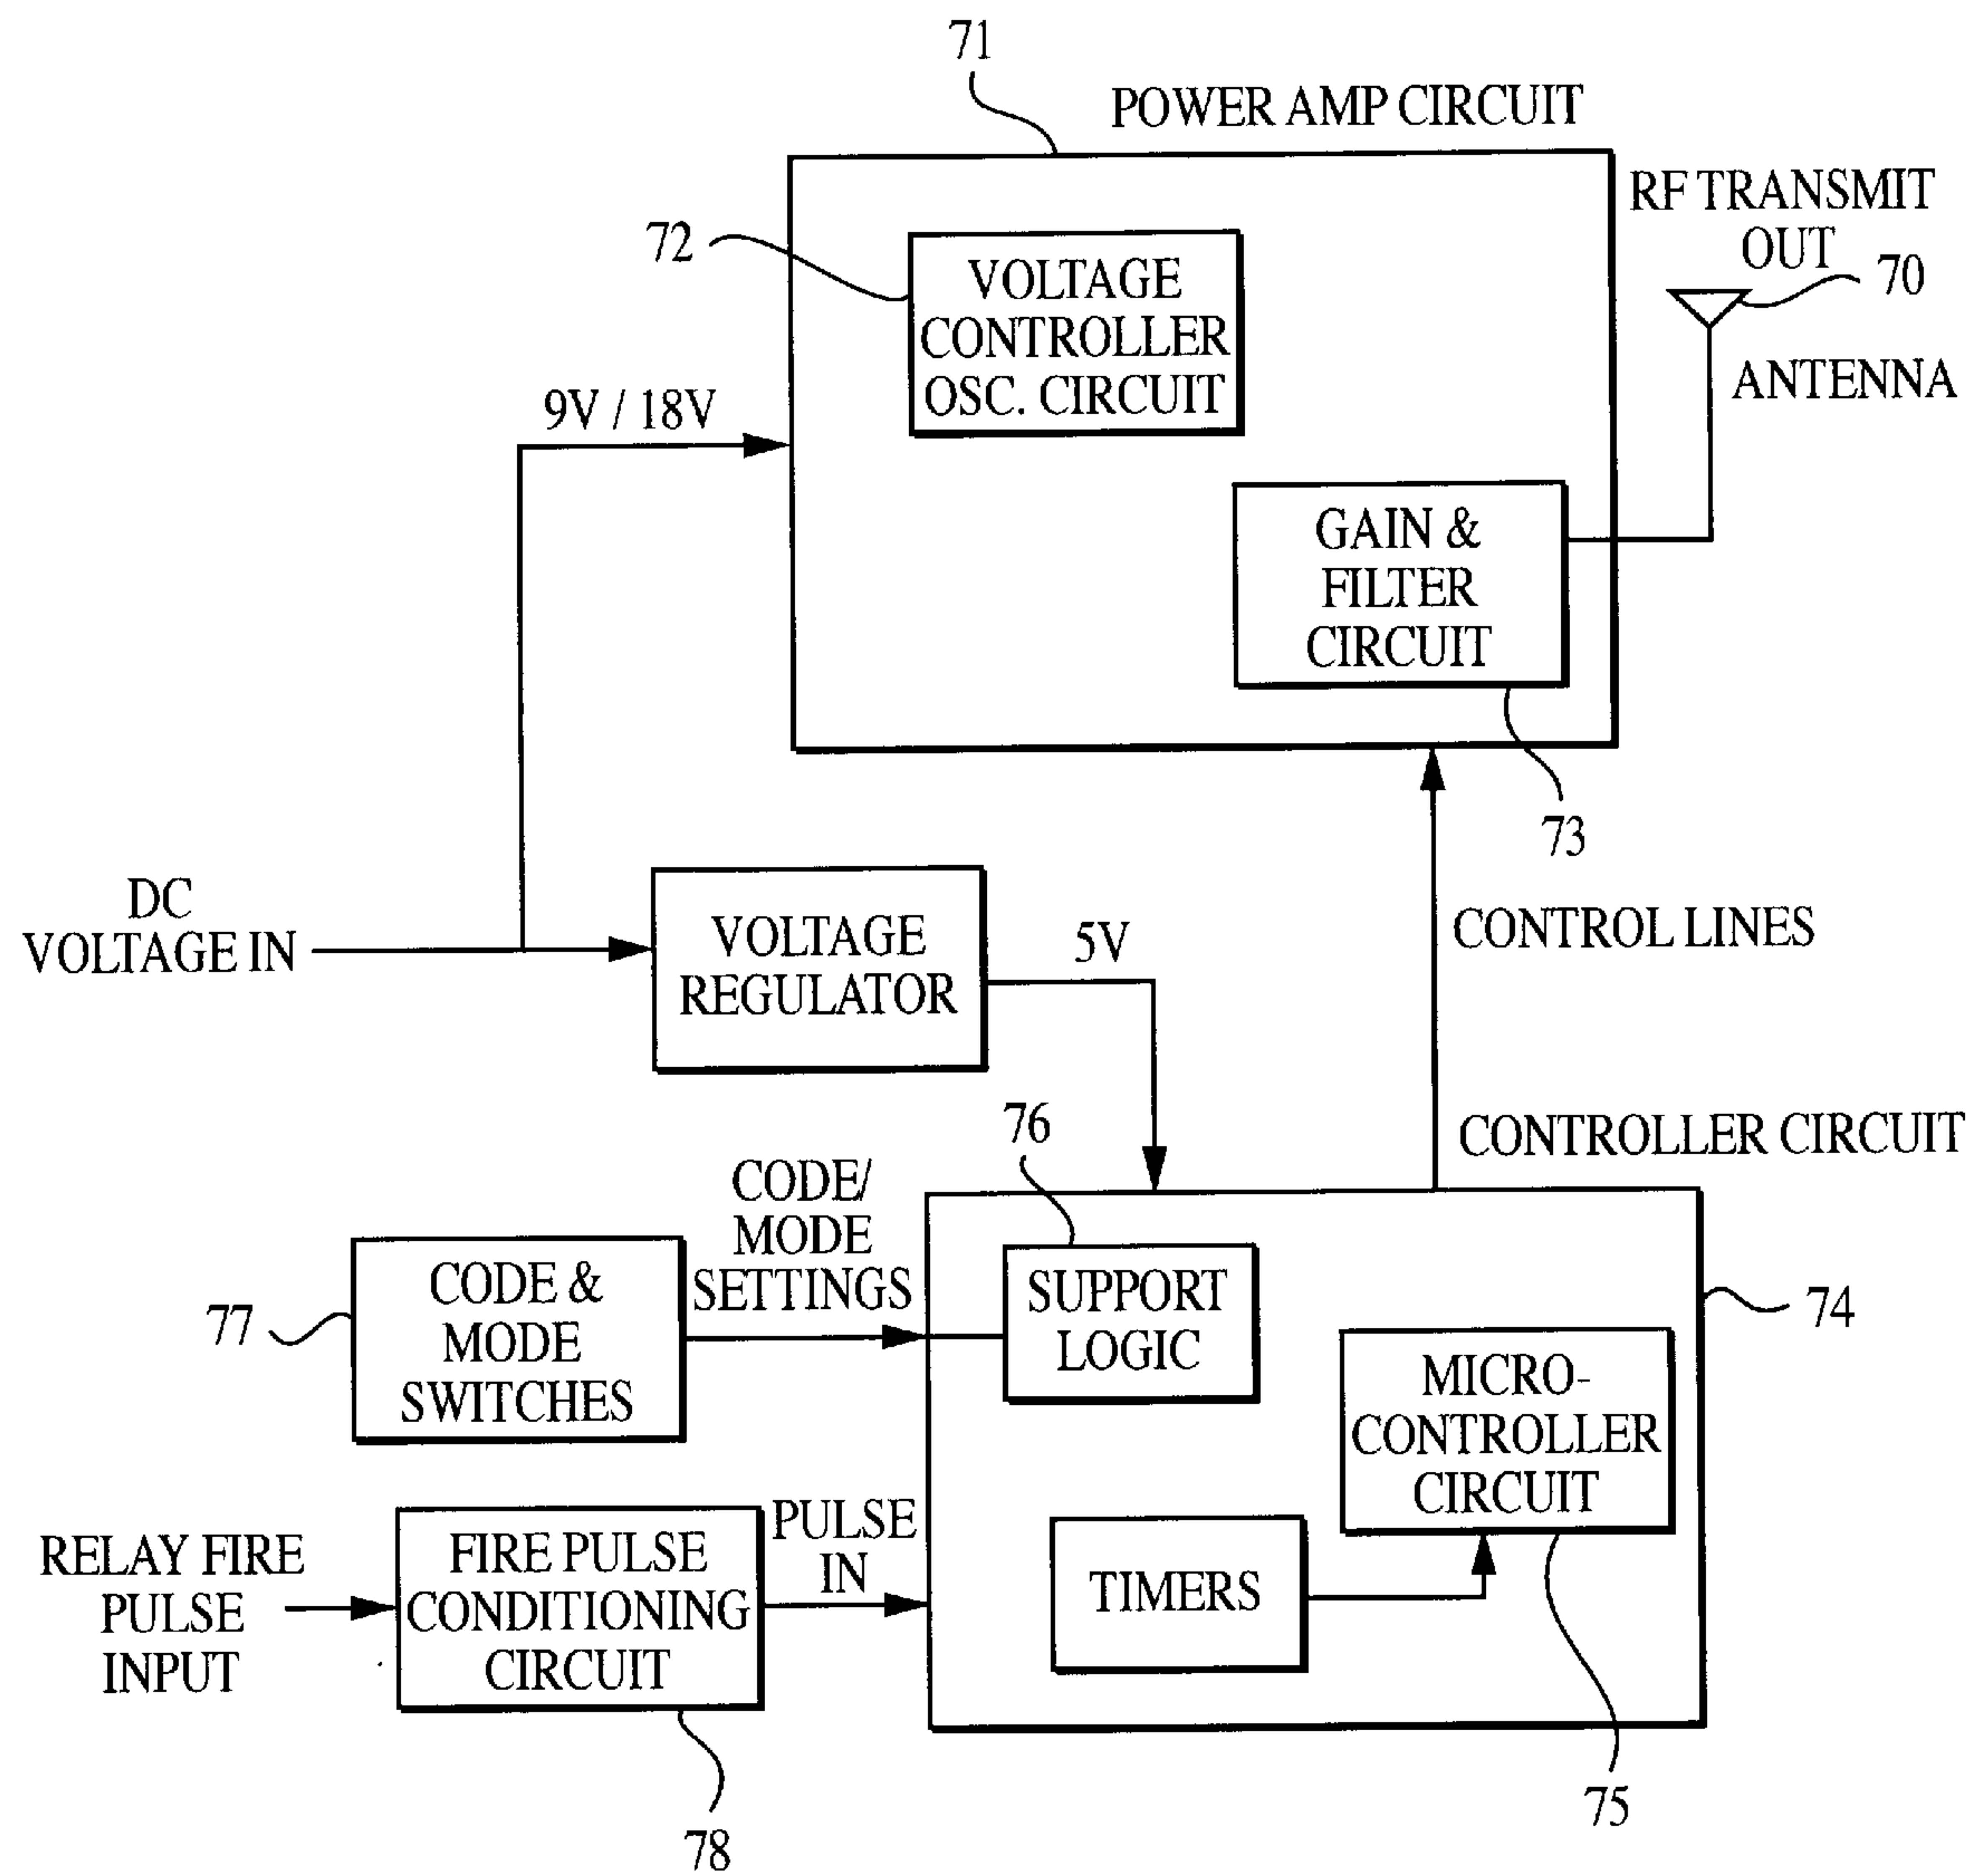 71
POWER AMP CIRCUIT
RF TRANSMIT
OUT
70
ANTENNA
72
VOLTAGE
CONTROLLER
OSC. CIRCUIT
9V / 18V
GAIN &
FILTER
CIRCUIT
73
DC
VOLTAGE IN
VOLTAGE
REGULATOR
5V
CONTROL LINES
CONTROLLER CIRCUIT
76
CODE/
MODE
SETTINGS
77
CODE &
MODE
SWITCHES
SUPPORT
LOGIC
74
MICRO-
CONTROLLER
CIRCUIT
RELAY FIRE
PULSE
INPUT
FIRE PULSE
CONDITIONING
CIRCUIT
PULSE
IN
TIMERS
75
78